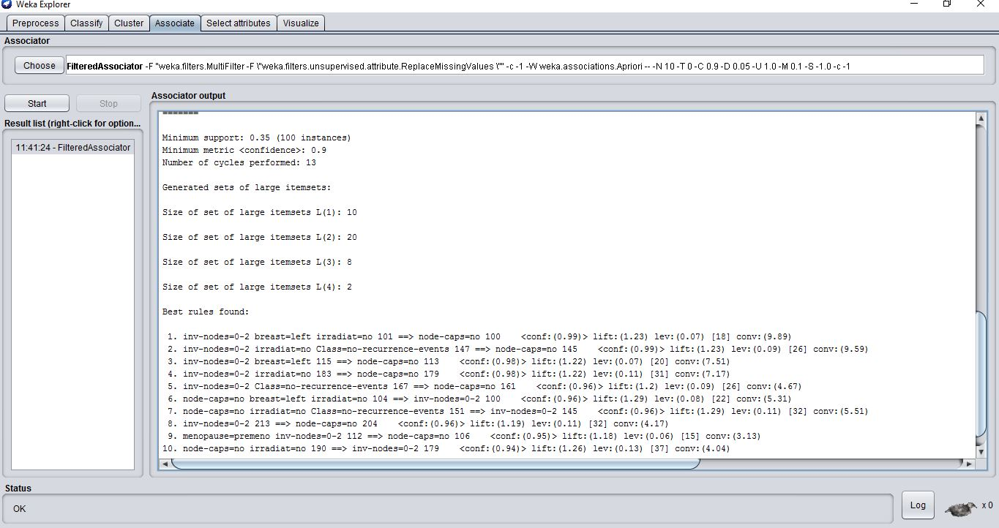 Weka Explorer
Preprocess Classify Cluster Associate Select attributes Visualize
Associator
Choose FilteredAssociator -F "weka.filters.MultiFilter -F \"weka.filters.unsupervised.attribute.ReplaceMissingValues \"" -c -1 -W weka.associations.Apriori -- -N 10 -T 0 -C 0.9 -D 0.05 -U 1.0 -M 0.1 -S -1.0 -c -1
Start Stop
Result list (right-click for option...
11:41:24 - FilteredAssociator
Associator output
=======
Minimum support: 0.35 (100 instances)
Minimum metric <confidence>: 0.9
Number of cycles performed: 13
Generated sets of large itemsets:
Size of set of large itemsets L(1): 10
Size of set of large itemsets L(2): 20
Size of set of large itemsets L(3): 8
Size of set of large itemsets L(4): 2
Best rules found:
1. inv-nodes=0-2 breast=left irradiat=no 101 ==> node-caps=no 100 <conf:(0.99)> lift:(1.23) lev:(0.07) [18] conv:(9.89)
2. inv-nodes=0-2 irradiat=no Class=no-recurrence-events 147 ==> node-caps=no 145 <conf:(0.99)> lift:(1.23) lev:(0.09) [26] conv:(9.59)
3. inv-nodes=0-2 breast=left 115 ==> node-caps=no 113 <conf:(0.98)> lift:(1.22) lev:(0.07) [20] conv:(7.51)
4. inv-nodes=0-2 irradiat=no 183 ==> node-caps=no 179 <conf:(0.98)> lift:(1.22) lev:(0.11) [31] conv:(7.17)
5. inv-nodes=0-2 Class=no-recurrence-events 167 ==> node-caps=no 161 <conf:(0.96)> lift:(1.2) lev:(0.09) [26] conv:(4.67)
6. node-caps=no breast=left irradiat=no 104 ==> inv-nodes=0-2 100 <conf:(0.96)> lift:(1.29) lev:(0.08) [22] conv:(5.31)
7. node-caps=no irradiat=no Class=no-recurrence-events 151 ==> inv-nodes=0-2 145 <conf:(0.96)> lift:(1.29) lev:(0.11) [32] conv:(5.51)
8. inv-nodes=0-2 213 ==> node-caps=no 204 <conf:(0.96)> lift:(1.19) lev:(0.11) [32] conv:(4.17)
9. menopause=premeno inv-nodes=0-2 112 ==> node-caps=no 106 <conf:(0.95)> lift:(1.18) lev:(0.06) [15] conv:(3.13)
10. node-caps=no irradiat=no 190 ==> inv-nodes=0-2 179 <conf:(0.94)> lift:(1.26) lev:(0.13) [37] conv:(4.04)
Status
OK
Log
x 0